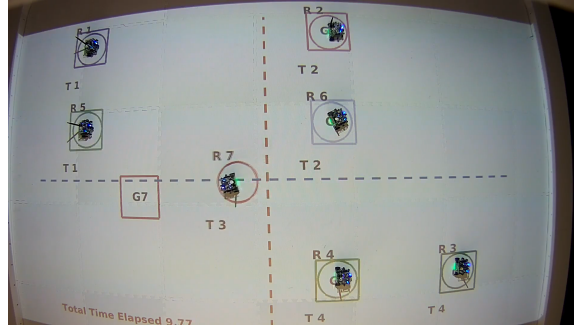 R 1
R 2
T 1
T 2
R 5
R 6
T 1
T 2
R 7
G7
T 3
R 4
R 3
Total Time Elapsed 9.77
T 4
T 4